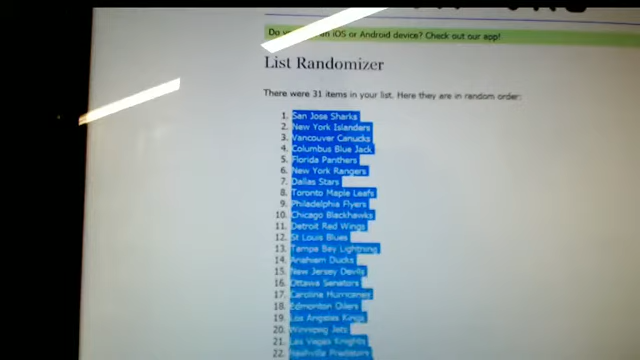 Do you own an iOS or Android device? Check out our app!
List Randomizer
There were 31 items in your list. Here they are in random order:
1. San Jose Sharks
2. New York Islanders
3. Vancouver Canucks
4. Columbus Blue Jack
5. Florida Panthers
6. New York Rangers
7. Dallas Stars
8. Toronto Maple Leafs
9. Philadelphia Flyers
10. Chicago Blackhawks
11. Detroit Red Wings
12. St Louis Blues
13. Tampa Bay Lightning
14. Anaheim Ducks
15. New Jersey Devils
16. Ottawa Senators
17. Carolina Hurricanes
18. Edmonton Oilers
19. Los Angeles Kings
20. Winnipeg Jets
21. Las Vegas Knights
22. Nashville Predators